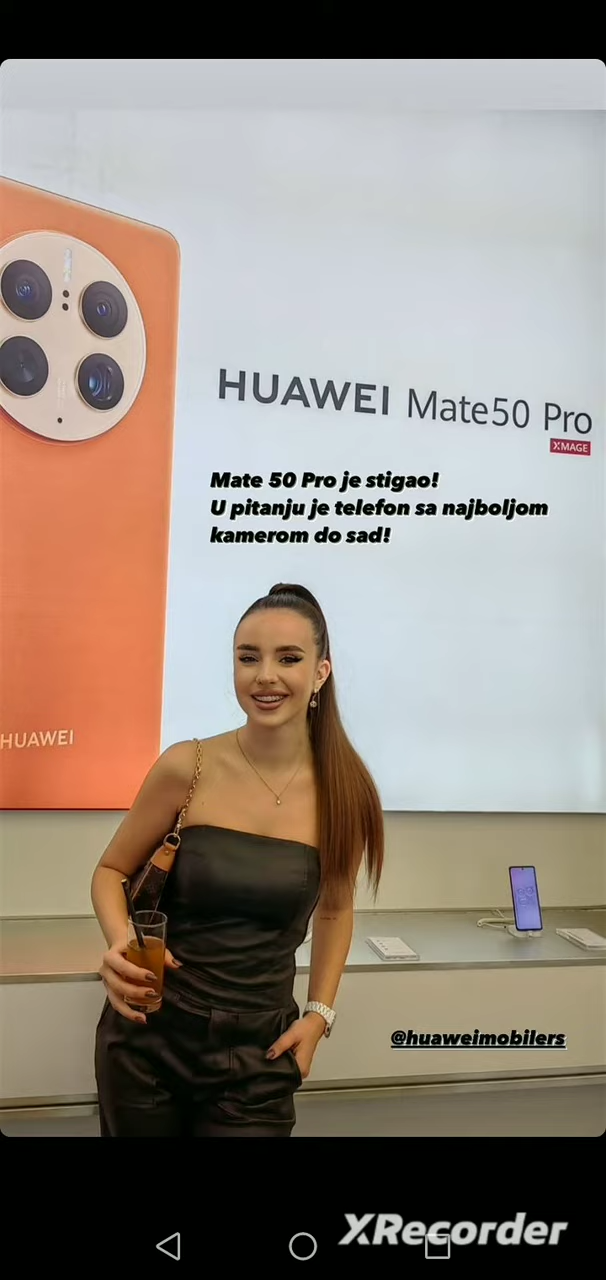 HUAWEI Mate50 Pro
XMAGE
Mate 50 Pro je stigao!
U pitanju je telefon sa najboljom
kamerom do sad!
HUAWEI
@huaweimobilers
XRecorder